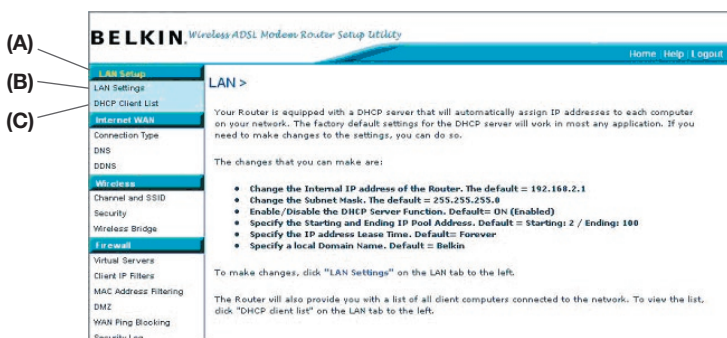 BELKIN. Wireless ADSL Modem Router Setup Utility
Home Help Logout
(A)
(B)
(C)
LAN Setup
LAN Settings
DHCP Client List
Internet WAN
Connection Type
DNS
DDNS
Wireless
Channel and SSID
Security
Wireless Bridge
Firewall
Virtual Servers
Client IP Filters
MAC Address Filtering
DMZ
WAN Ping Blocking
Security Log
LAN >
Your Router is equipped with a DHCP server that will automatically assign IP addresses to each computer
on your network. The factory default settings for the DHCP server will work in most any application. If you
need to make changes to the settings, you can do so.
The changes that you can make are:
• Change the Internal IP address of the Router. The default = 192.168.2.1
• Change the Subnet Mask. The default = 255.255.255.0
• Enable/Disable the DHCP Server Function. Default= ON (Enabled)
• Specify the Starting and Ending IP Pool Address. Default = Starting: 2 / Ending: 100
• Specify the IP address Lease Time. Default= Forever
• Specify a local Domain Name. Default = Belkin
To make changes, click "LAN Settings" on the LAN tab to the left.
The Router will also provide you with a list of all client computers connected to the network. To view the list,
click "DHCP client list" on the LAN tab to the left.